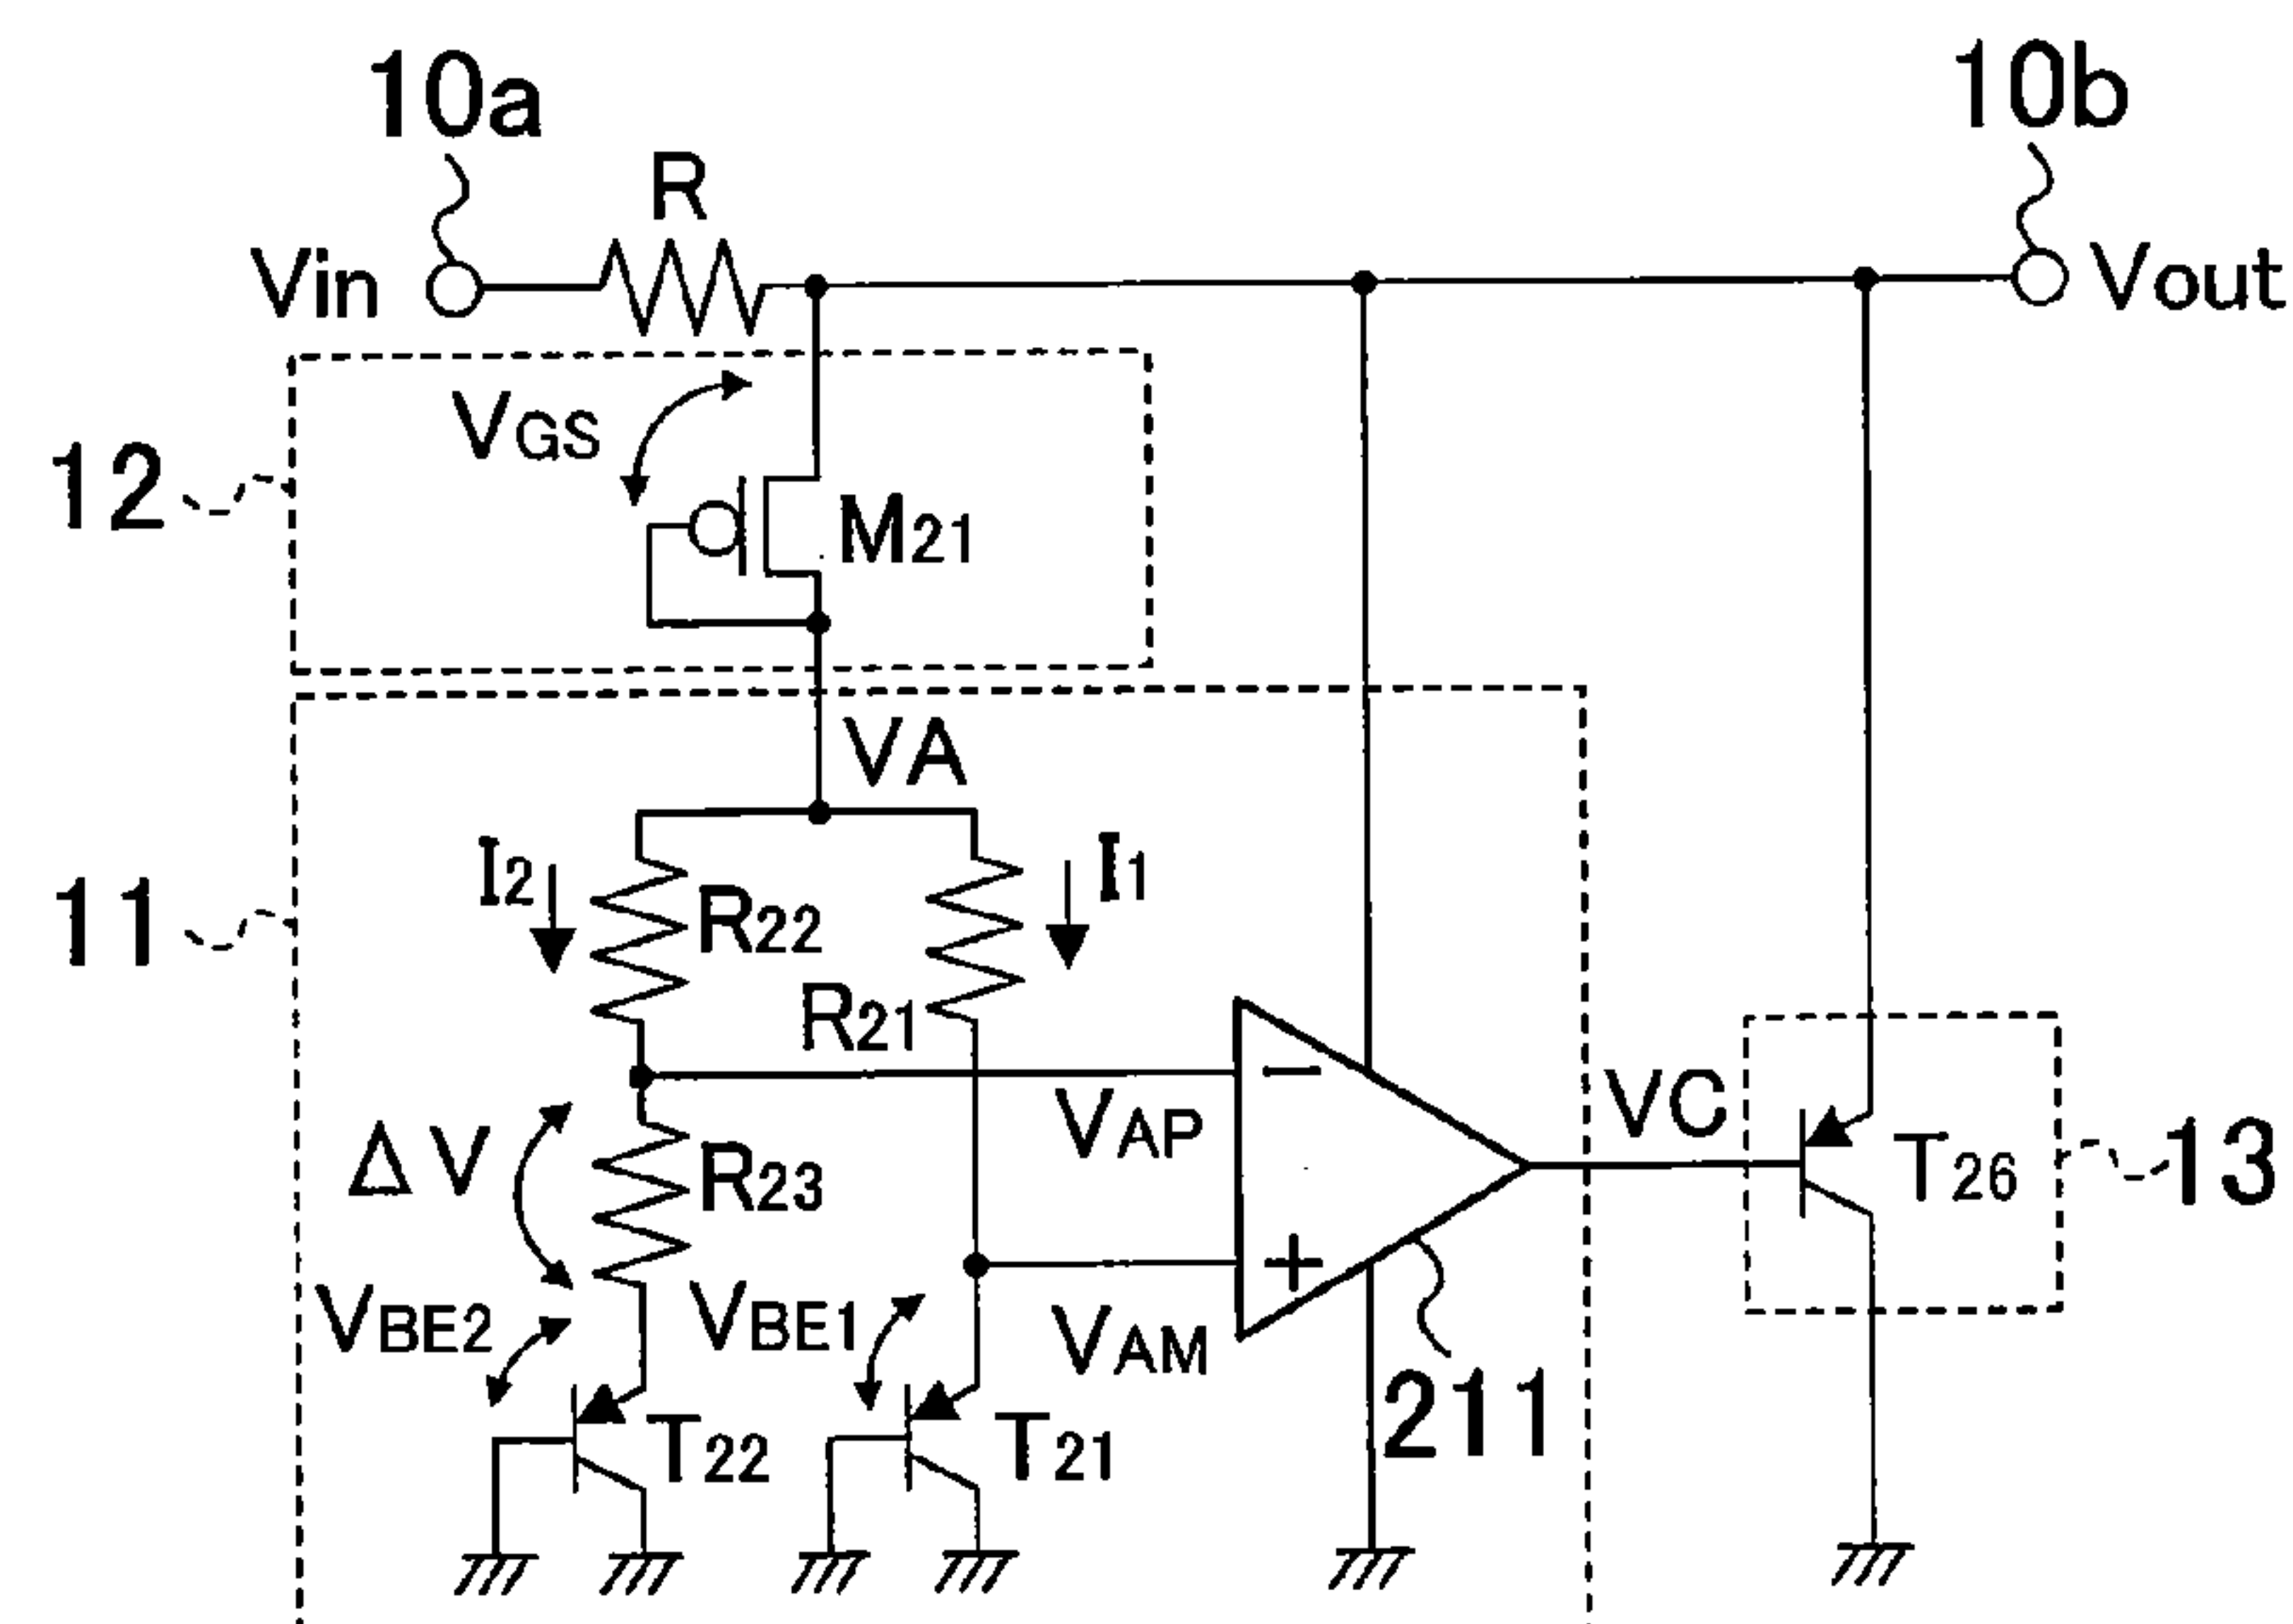 10a
10b
R
Vin
Vout
VGS
12
M21
VA
I2
I1
R22
11
R21
−
VC
VAP
ΔV
R23
T26
13
+
VBE2
VBE1
VAM
211
T22
T21